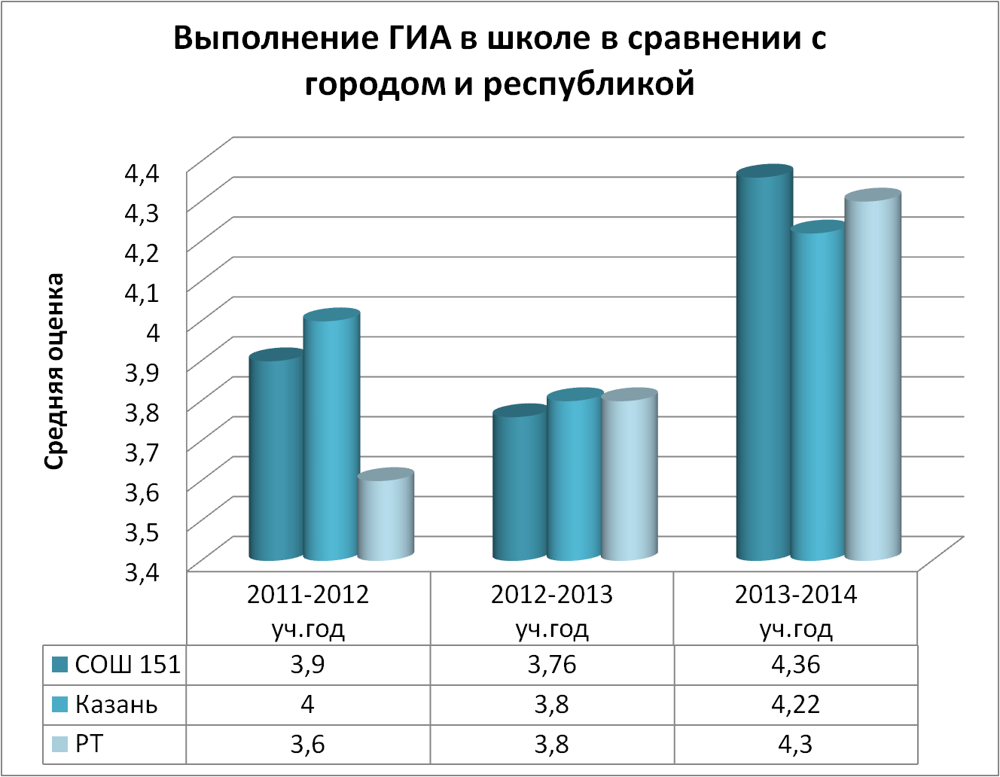 Выполнение ГИА в школе в сравнении с
городом и республикой
Средняя оценка
4,4
4,3
4,2
4,1
4
3,9
3,8
3,7
3,6
3,5
3,4
2011-2012 2012-2013 2013-2014
уч.год уч.год уч.год
СОШ 151 3,9 3,76 4,36
Казань 4 3,8 4,22
РТ 3,6 3,8 4,3